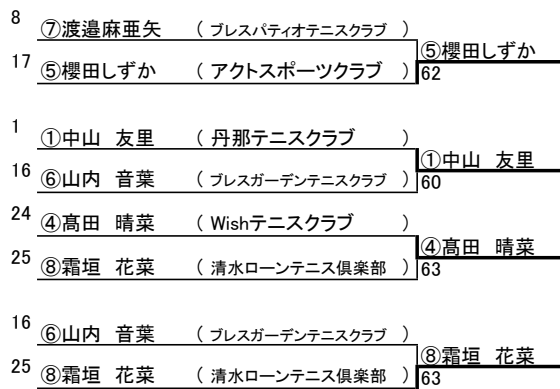 8 ⑦渡邉麻亜矢 （ ブレスパティオテニスクラブ ）
⑤櫻田しずか
17 ⑤櫻田しずか （ アクトスポーツクラブ ） 62
1 ①中山 友里 （ 丹那テニスクラブ ）
①中山 友里
16 ⑥山内 音葉 （ ブレスガーデンテニスクラブ ） 60
24 ④髙田 晴菜 （ Wishテニスクラブ ）
④髙田 晴菜
25 ⑧霜垣 花菜 （ 清水ローンテニス倶楽部 ） 63
16 ⑥山内 音葉 （ ブレスガーデンテニスクラブ ）
⑧霜垣 花菜
25 ⑧霜垣 花菜 （ 清水ローンテニス倶楽部 ） 63